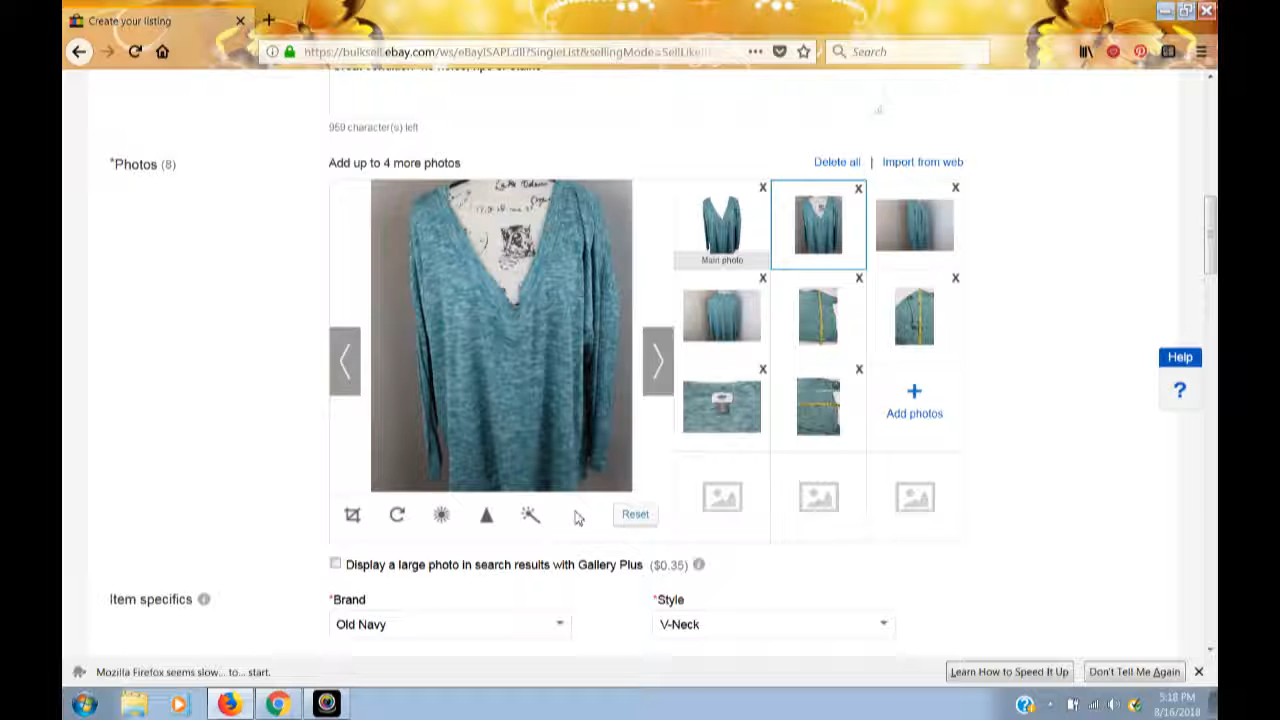 Create your listing
https://bulksell.ebay.com/ws/eBayISAPI.dll?SingleList&sellingMode=SellLike
Search
950 character(s) left
*Photos (8)
Add up to 4 more photos
Delete all | Import from web
Main photo
Add photos
Reset
Help
?
Display a large photo in search results with Gallery Plus ($0.35)
Item specifics
*Brand
*Style
Old Navy
V-Neck
Mozilla Firefox seems slow... to... start.
Learn How to Speed It Up
Don't Tell Me Again
5:18 PM
8/16/2018